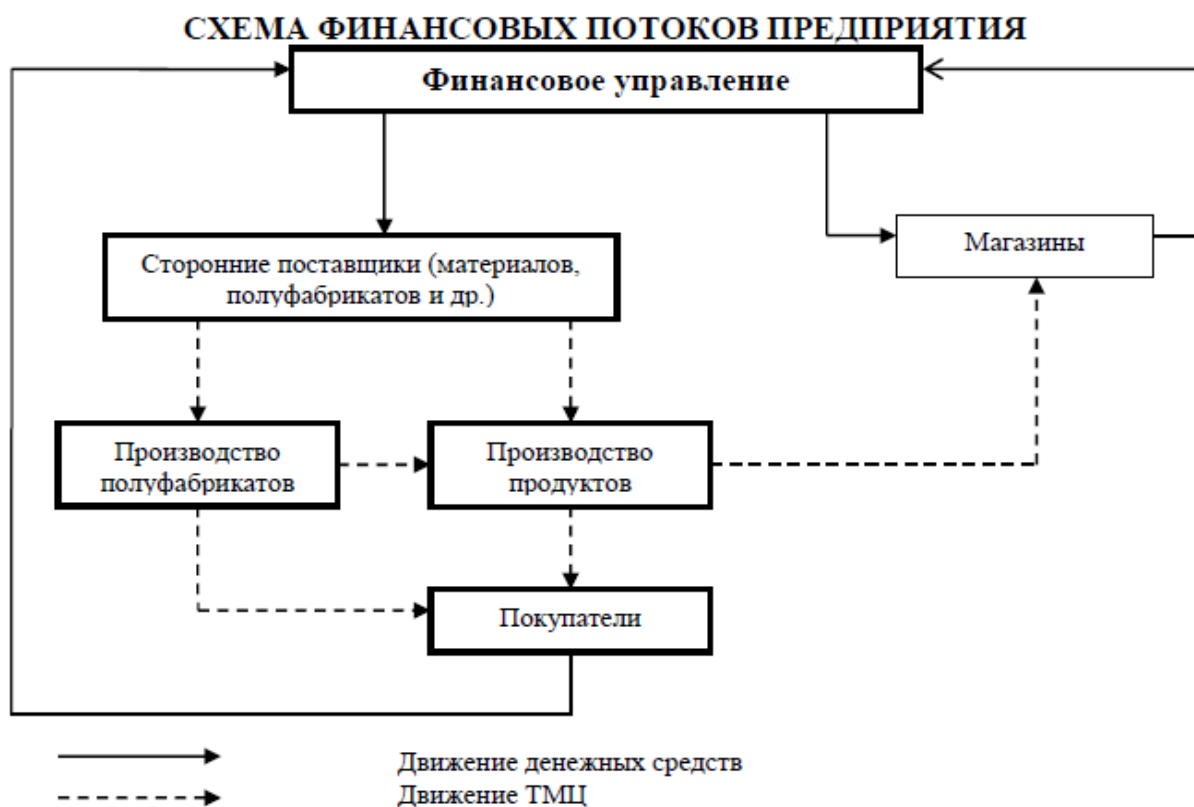 СХЕМА ФИНАНСОВЫХ ПОТОКОВ ПРЕДПРИЯТИЯ
Финансовое управление
Магазины
Сторонние поставщики (материалов,
полуфабрикатов и др.)
Производство
полуфабрикатов
Производство
продуктов
Покупатели
Движение денежных средств
Движение ТМЦ